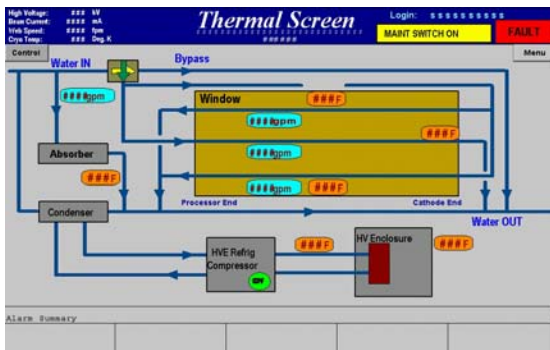 High Voltage: ### kV
Beam Current: #### mA
Web Speed: #### fpm
Cryo Temp: ### Deg. K
Thermal Screen
######
Login: s s s s s s s s s s
MAINT SWITCH ON
FAULT
Control
Menu
Water IN
Bypass
####gpm
Window
###F
####gpm
###F
####gpm
Absorber
###F
####gpm
###F
Processor End
Cathode End
Condenser
Water OUT
HVE Refrig
Compressor
###F
HV Enclosure
###F
Alarm Summary